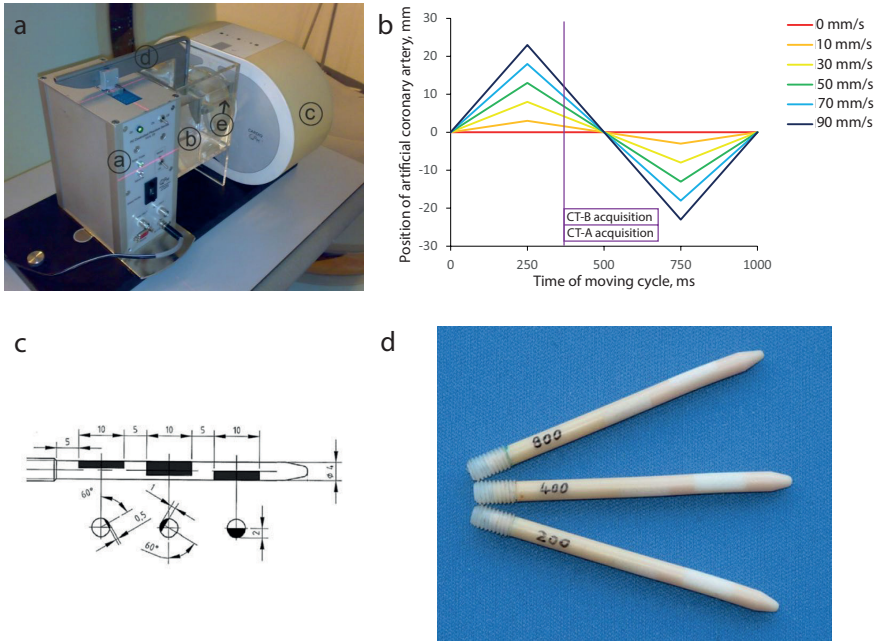 a
d
c
b
e
a
b
Position of artificial coronary artery, mm
30
20
10
0
-10
-20
-30
0
250
500
750
1000
Time of moving cycle, ms
CT-B acquisition
CT-A acquisition
0 mm/s
10 mm/s
30 mm/s
50 mm/s
70 mm/s
90 mm/s
c
10
10
10
5
5
5
⌀ 4
60°
0,5
1
60°
2
d
800
400
200